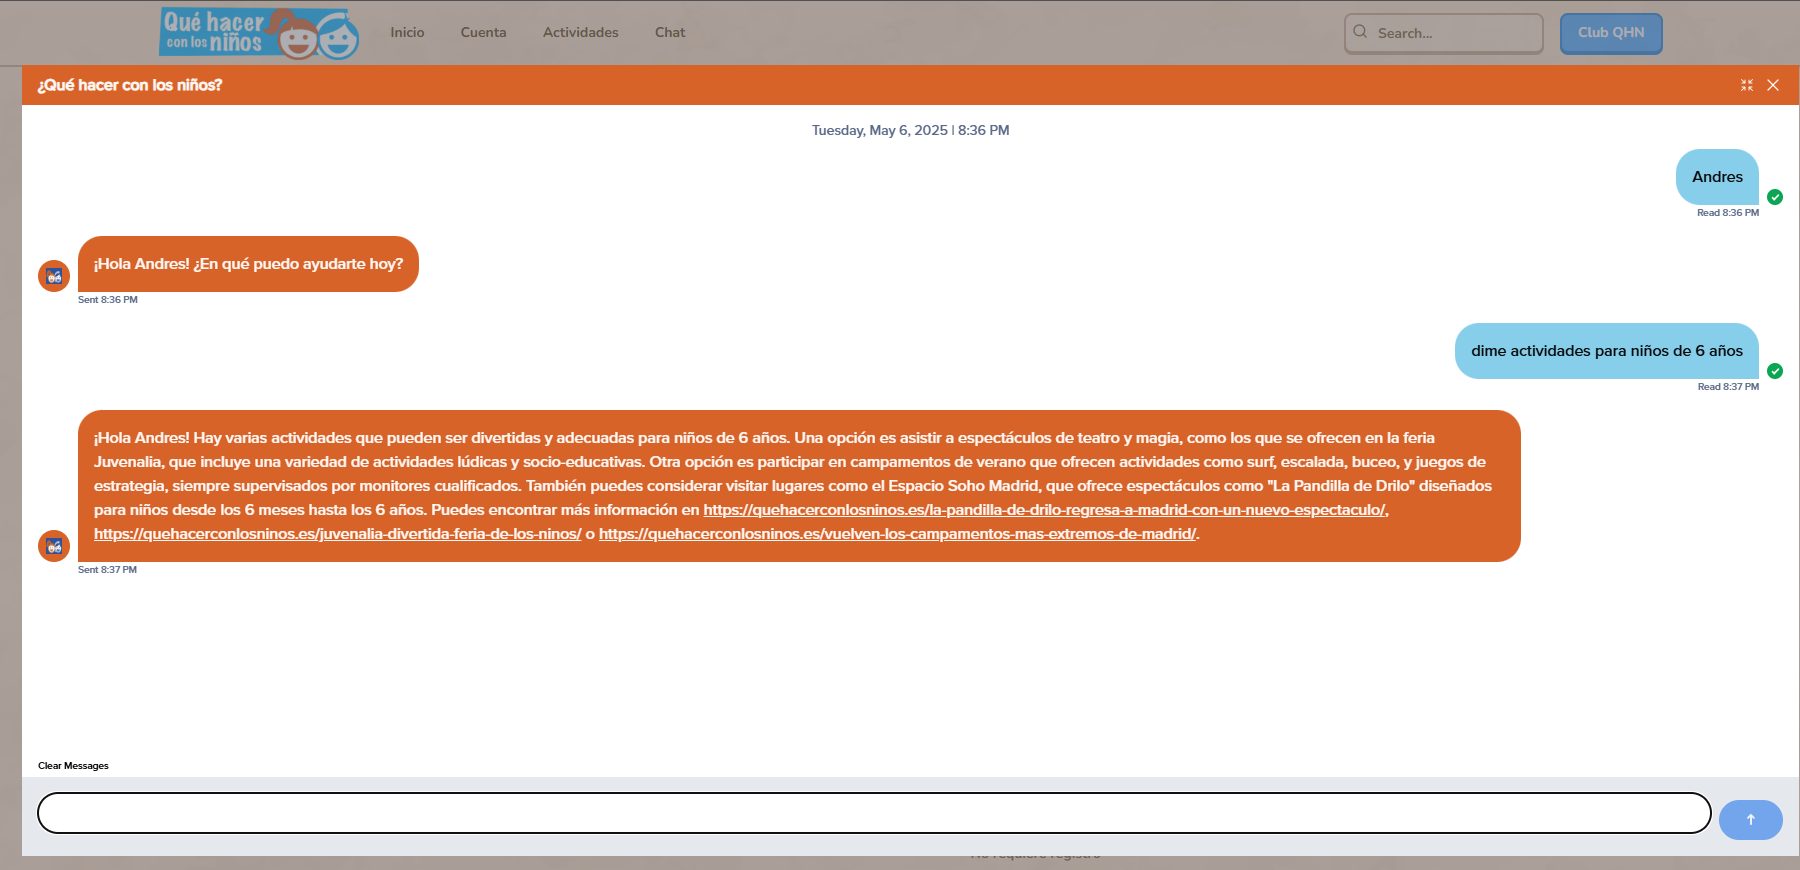 Qué hacer
con los niños
Inicio
Cuenta
Actividades
Chat
Search...
Club QHN
¿Qué hacer con los niños?
Tuesday, May 6, 2025 | 8:36 PM
Andres
Read 8:36 PM
¡Hola Andres! ¿En qué puedo ayudarte hoy?
Sent 8:36 PM
dime actividades para niños de 6 años
Read 8:37 PM
¡Hola Andres! Hay varias actividades que pueden ser divertidas y adecuadas para niños de 6 años. Una opción es asistir a espectáculos de teatro y magia, como los que se ofrecen en la feria
Juvenalia, que incluye una variedad de actividades lúdicas y socio-educativas. Otra opción es participar en campamentos de verano que ofrecen actividades como surf, escalada, buceo, y juegos de
estrategia, siempre supervisados por monitores cualificados. También puedes considerar visitar lugares como el Espacio Soho Madrid, que ofrece espectáculos como "La Pandilla de Drilo" diseñados
para niños desde los 6 meses hasta los 6 años. Puedes encontrar más información en https://quehacerconlosninos.es/la-pandilla-de-drilo-regresa-a-madrid-con-un-nuevo-espectaculo/,
https://quehacerconlosninos.es/juvenalia-divertida-feria-de-los-ninos/ o https://quehacerconlosninos.es/vuelven-los-campamentos-mas-extremos-de-madrid/.
Sent 8:37 PM
Clear Messages